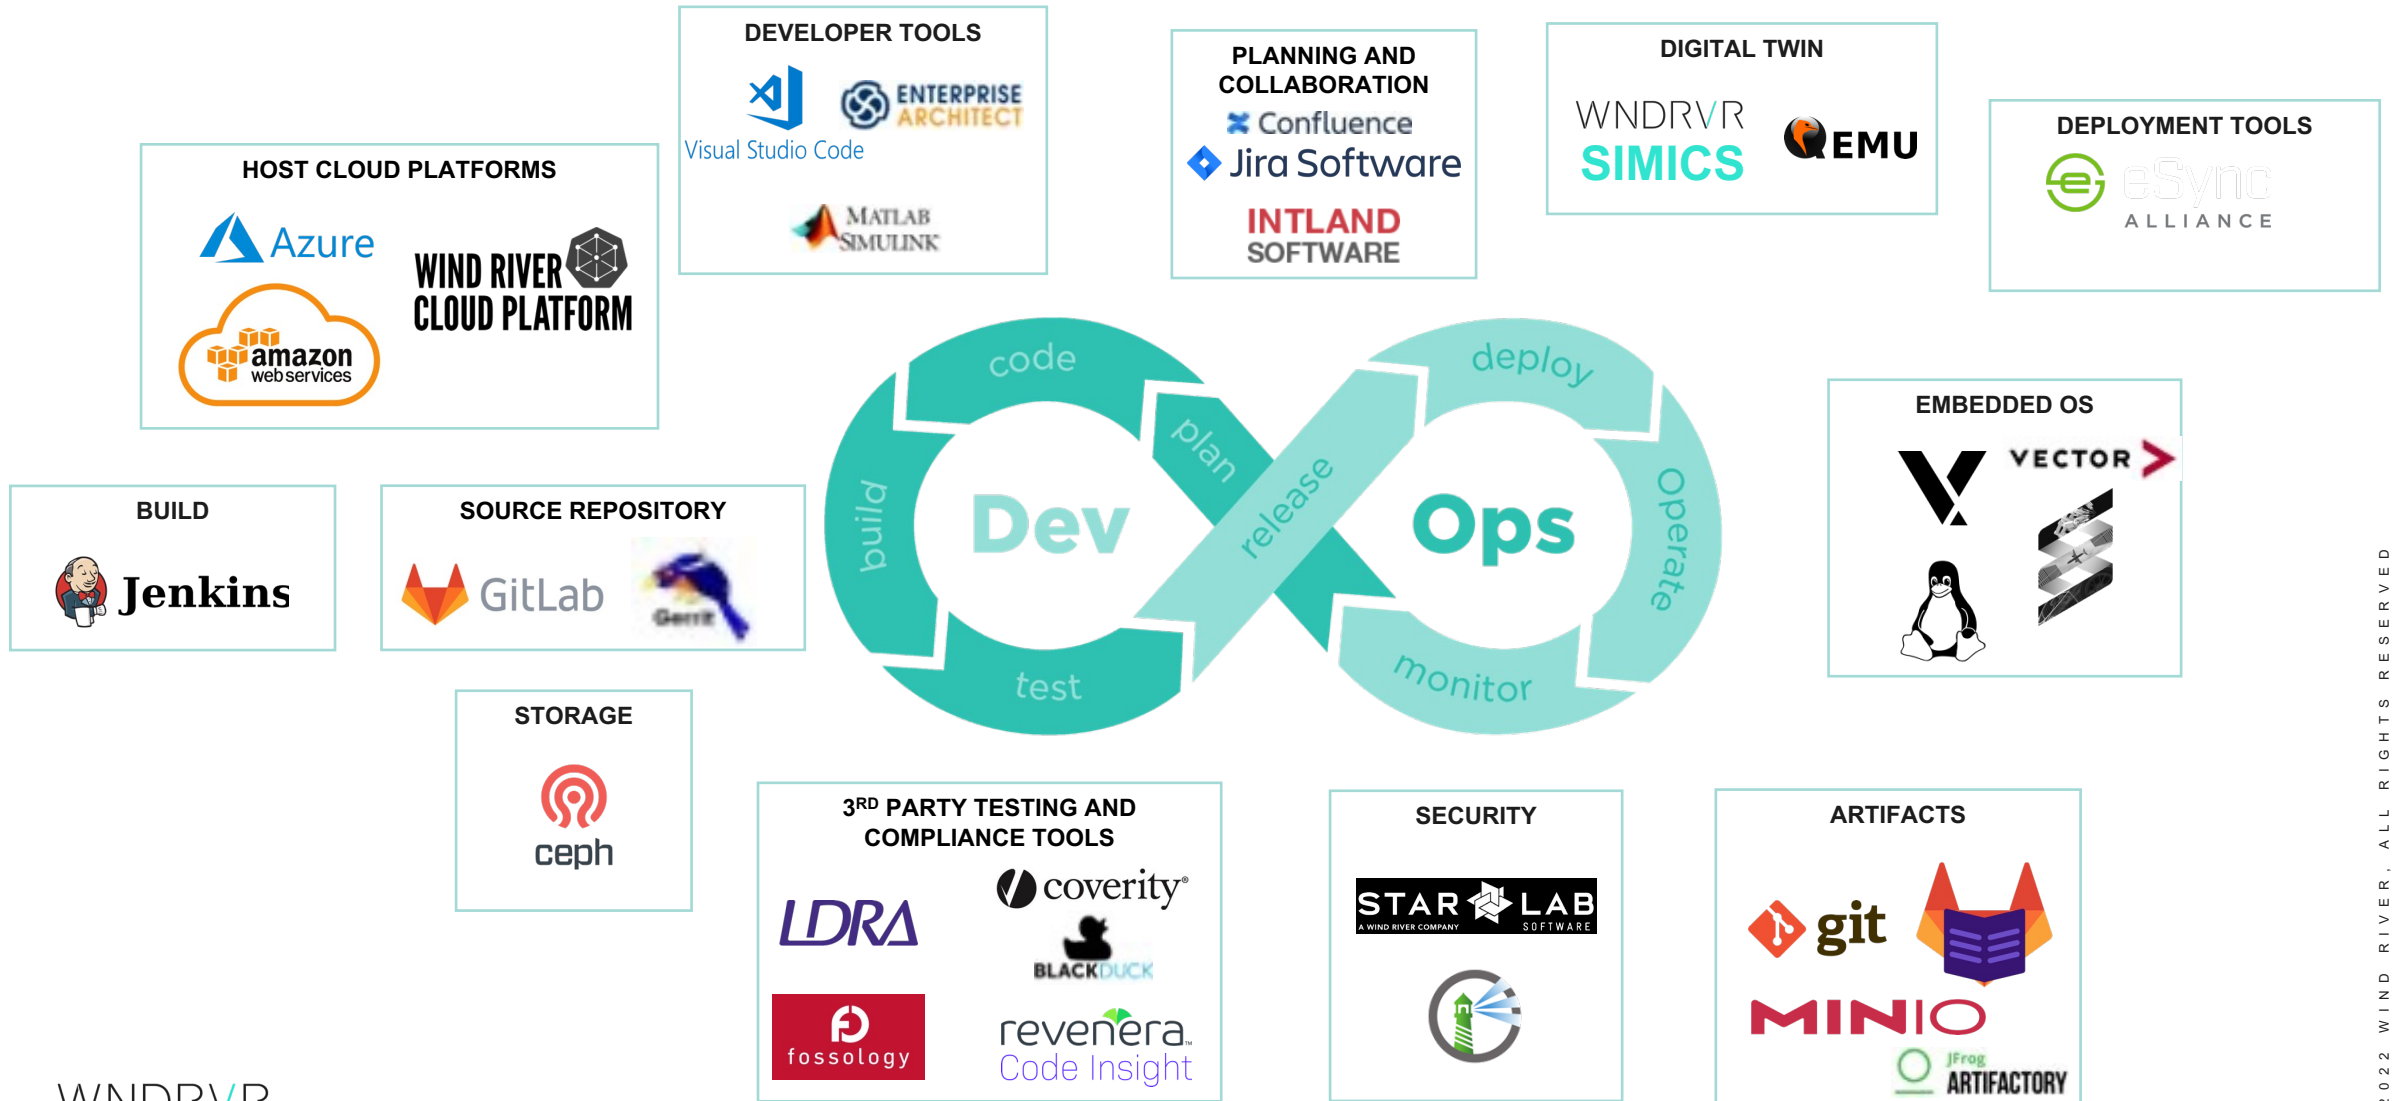 DEVELOPER TOOLS
Visual Studio Code
ENTERPRISE
ARCHITECT
MATLAB
SIMULINK
PLANNING AND
COLLABORATION
Confluence
Jira Software
INTLAND
SOFTWARE
DIGITAL TWIN
WNDRVR
SIMICS
QEMU
DEPLOYMENT TOOLS
eSync
ALLIANCE
HOST CLOUD PLATFORMS
Azure
WIND RIVER
CLOUD PLATFORM
amazon
webservices
code
plan
build
test
Dev
release
deploy
Operate
monitor
Ops
EMBEDDED OS
VECTOR
BUILD
Jenkins
SOURCE REPOSITORY
GitLab
Gerrit
STORAGE
ceph
3RD PARTY TESTING AND
COMPLIANCE TOOLS
LDRA
coverity®
BLACKDUCK
fossology
revenera™
Code Insight
SECURITY
STAR LAB
A WIND RIVER COMPANY SOFTWARE
ARTIFACTS
git
MINIO
JFrog
ARTIFACTORY
WNDRVR
2022 WIND RIVER, ALL RIGHTS RESERVED